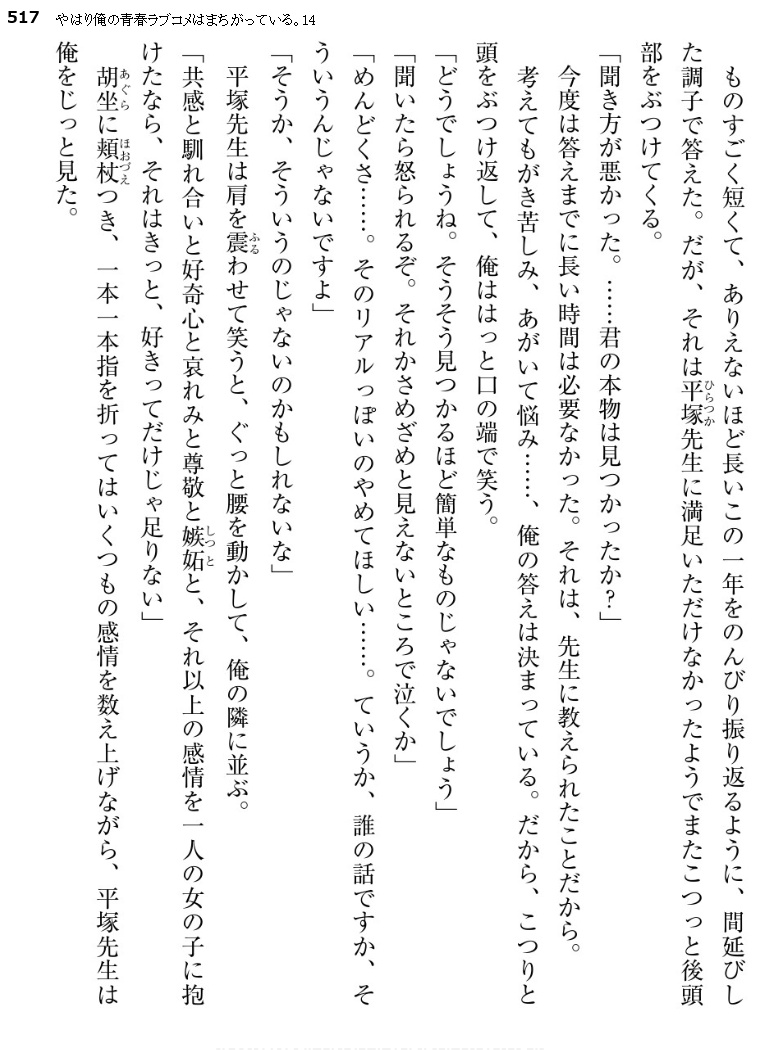 517 やはり俺の青春ラブコメはまちがっている。14
ものすごく短くて、ありえないほど長いこの一年をのんびり振り返るように、間延びし
た調子で答えた。だが、それは平塚先生に満足いただけなかったようでまたこつっと後頭
ひらつか
部をぶつけてくる。
「聞き方が悪かった。……君の本物は見つかったか?」
今度は答えまでに長い時間は必要なかった。それは、先生に教えられたことだから。
考えてもがき苦しみ、あがいて悩み……、俺の答えは決まっている。だから、こつりと
頭をぶつけ返して、俺ははっと口の端で笑う。
「どうでしょうね。そうそう見つかるほど簡単なものじゃないでしょう」
「聞いたら怒られるぞ。それかさめざめと見えないところで泣くか」
「めんどくさ……。そのリアルっぽいのやめてほしい……。ていうか、誰の話ですか、そ
ういうんじゃないですよ」
「そうか、そういうのじゃないのかもしれないな」
平塚先生は肩を震わせて笑うと、ぐっと腰を動かして、俺の隣に並ぶ。
ふる
「共感と馴れ合いと好奇心と哀れみと尊敬と嫉妬と、それ以上の感情を一人の女の子に抱
しっと
けたなら、それはきっと、好きってだけじゃ足りない」
胡坐に頬杖つき、一本一本指を折ってはいくつもの感情を数え上げながら、平塚先生は
あぐら ほおづえ
俺をじっと見た。